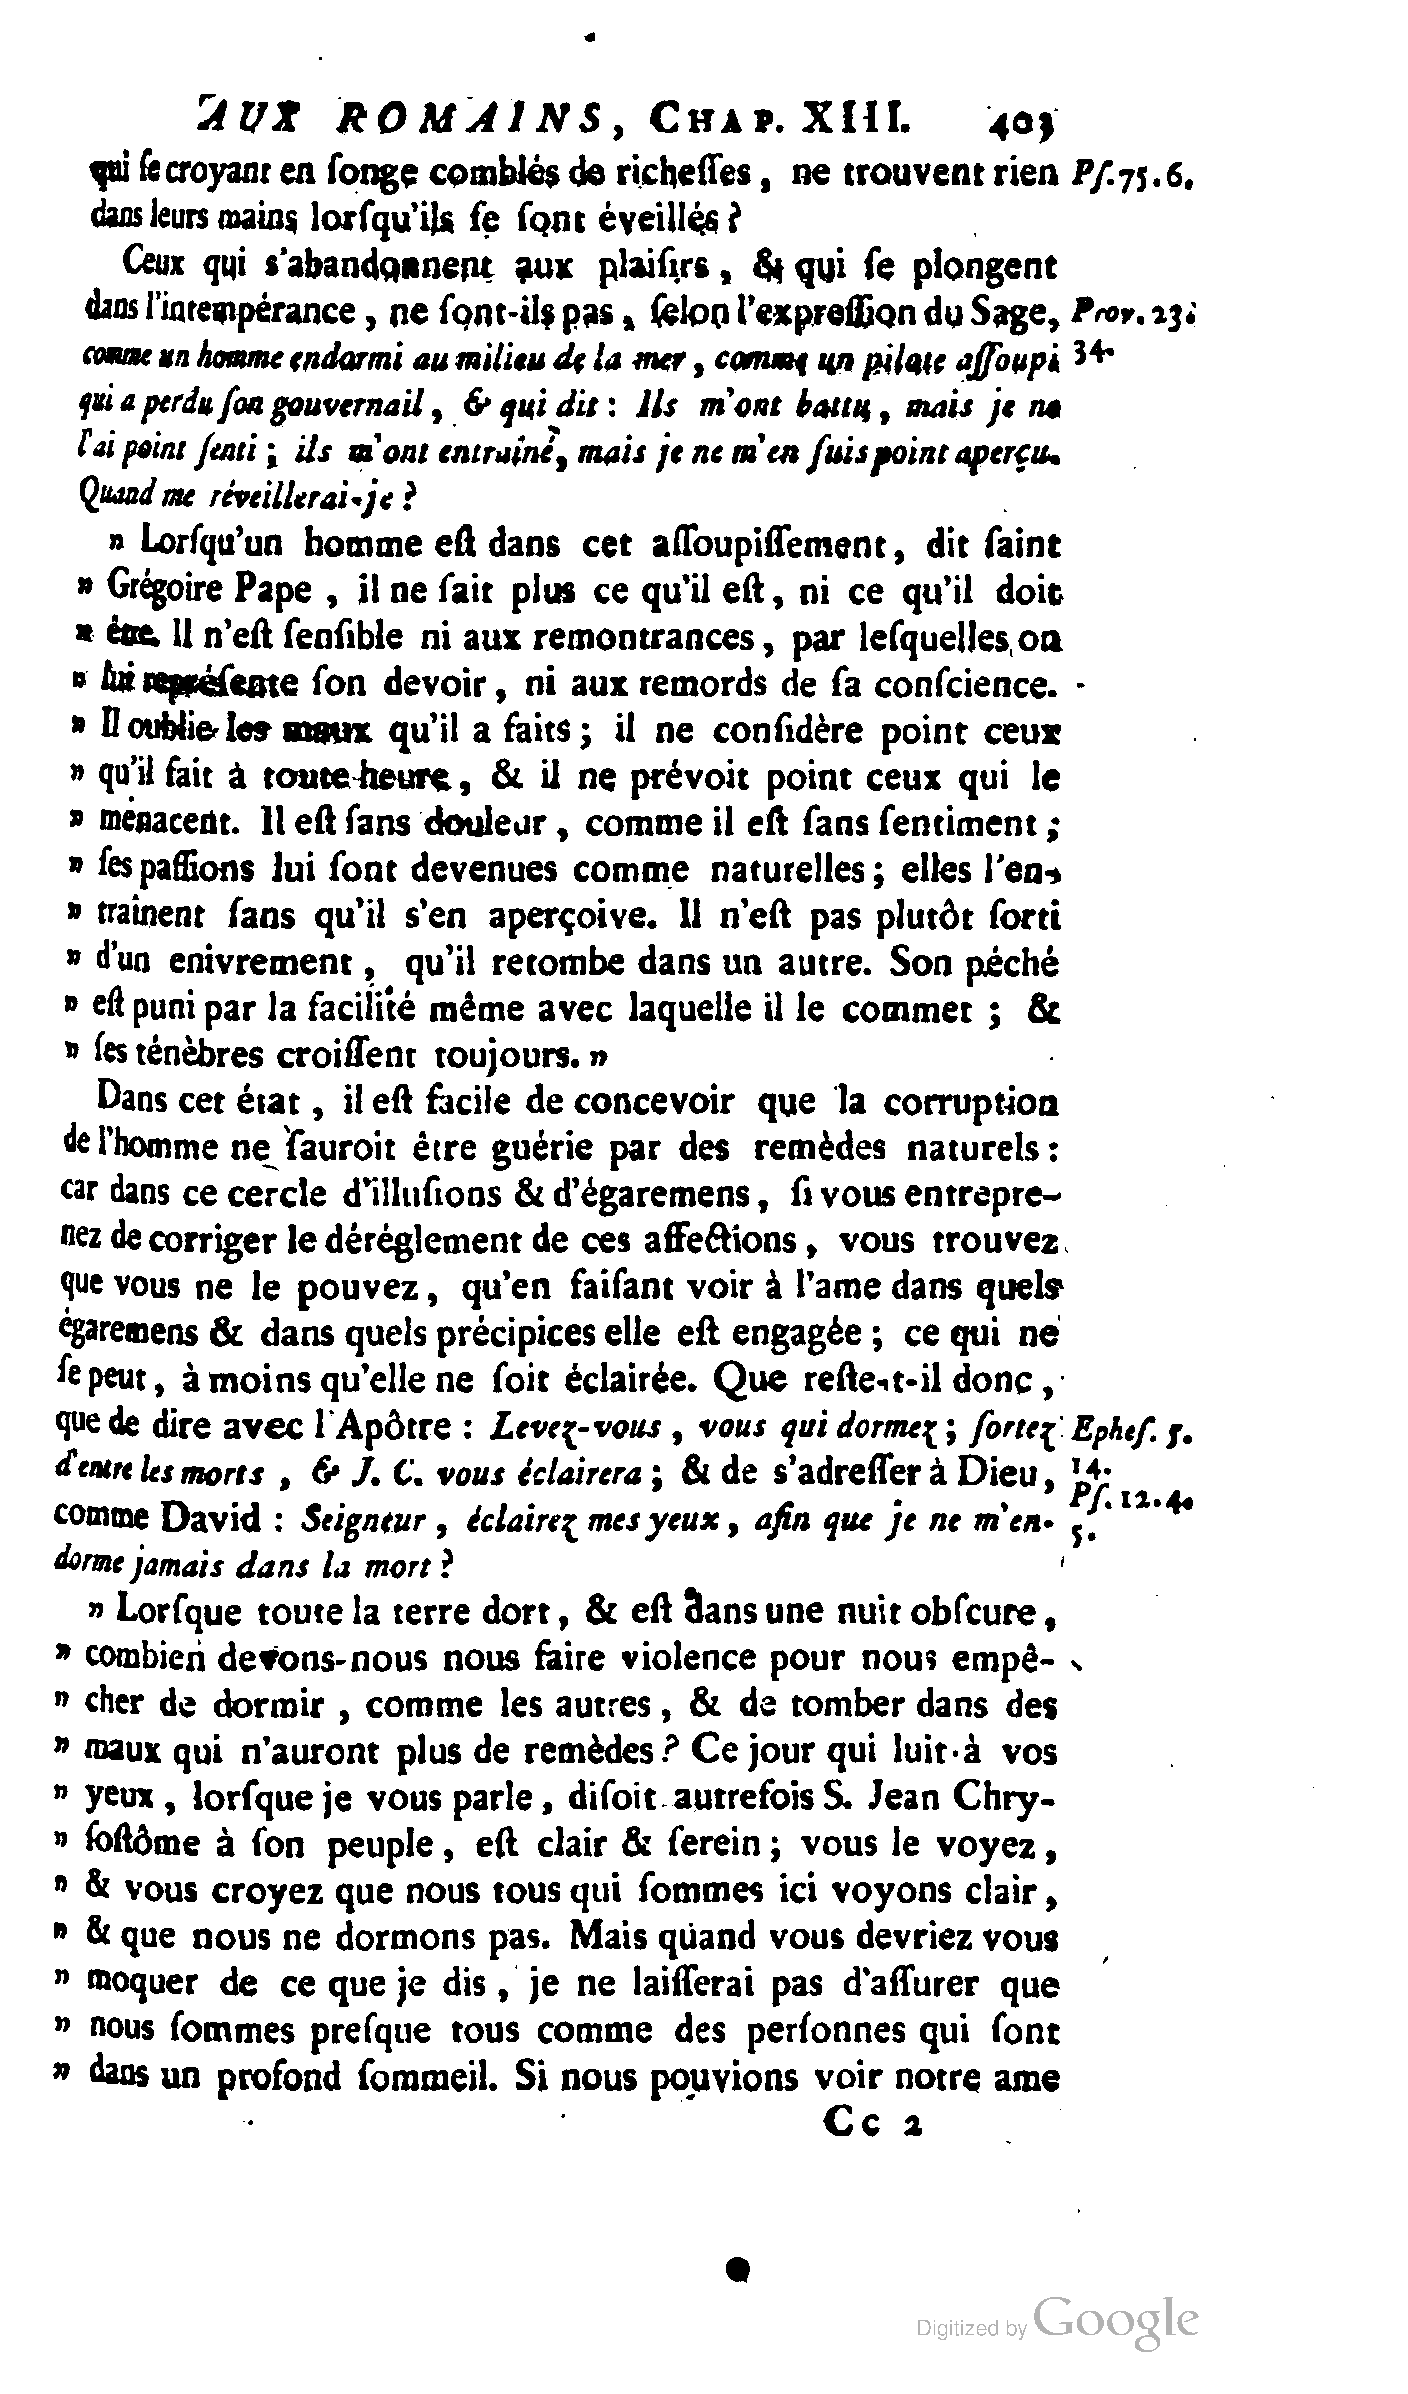 AUX ROMAINS, CHAP. XIII. 403
qui ſe croyant en ſonge comblés de richeſſes, ne trouvent rien Pſ. 75. 6.
dans leurs mains lorſqu'ils ſe ſont éveillés ?
Ceux qui s'abandonnent aux plaiſirs, & qui ſe plongent
dans l'intempérance, ne ſont-ils pas, ſelon l'expreſſion du Sage, Prov. 23.
comme un homme endormi au milieu de la mer, comme un pilote aſſoupi 34.
qui a perdu ſon gouvernail, & qui dit : Ils m'ont battu, mais je ne
l'ai point ſenti ; ils m'ont entraîné, mais je ne m'en ſuis point aperçu.
Quand me réveillerai-je ?
» Lorſqu'un homme eſt dans cet aſſoupiſſement, dit ſaint
» Grégoire Pape, il ne ſait plus ce qu'il eſt, ni ce qu'il doit
» être. Il n'eſt ſenſible ni aux remontrances, par leſquelles on
» lui repréſente ſon devoir, ni aux remords de ſa conſcience.
» Il oublie les maux qu'il a faits ; il ne conſidère point ceux
» qu'il fait à toute heure, & il ne prévoit point ceux qui le
» ménacent. Il eſt ſans douleur, comme il eſt ſans ſentiment ;
» ſes paſſions lui ſont devenues comme naturelles ; elles l'en-
» traînent ſans qu'il s'en aperçoive. Il n'eſt pas plutôt ſorti
» d'un enivrement, qu'il retombe dans un autre. Son péché
» eſt puni par la facilité même avec laquelle il le commet ; &
» ſes ténèbres croiſſent toujours. »
Dans cet état, il eſt facile de concevoir que la corruption
de l'homme ne ſauroit être guérie par des remèdes naturels :
car dans ce cercle d'illuſions & d'égaremens, ſi vous entrepre-
nez de corriger le déréglement de ces affections, vous trouvez
que vous ne le pouvez, qu'en faiſant voir à l'ame dans quels
égaremens & dans quels précipices elle eſt engagée ; ce qui ne
ſe peut, à moins qu'elle ne ſoit éclairée. Que reſte-t-il donc,
que de dire avec l'Apôtre : Levez-vous, vous qui dormez ; ſortez Epheſ. 5.
d'entre les morts, & J. C. vous éclairera ; & de s'adreſſer à Dieu, 14.
Pſ. 12. 4.
comme David : Seigneur, éclairez mes yeux, afin que je ne m'en- 5.
dorme jamais dans la mort ?
» Lorſque toute la terre dort, & eſt dans une nuit obſcure,
» combien devons-nous nous faire violence pour nous empê-
» cher de dormir, comme les autres, & de tomber dans des
» maux qui n'auront plus de remèdes ? Ce jour qui luit à vos
» yeux, lorſque je vous parle, diſoit autrefois S. Jean Chry-
» ſoſtôme à ſon peuple, eſt clair & ſerein ; vous le voyez,
» & vous croyez que nous tous qui ſommes ici voyons clair,
» & que nous ne dormons pas. Mais quand vous devriez vous
» moquer de ce que je dis, je ne laiſſerai pas d'aſſurer que
» nous ſommes preſque tous comme des perſonnes qui ſont
» dans un profond ſommeil. Si nous pouvions voir notre ame
Cc 2
Digitized by Google